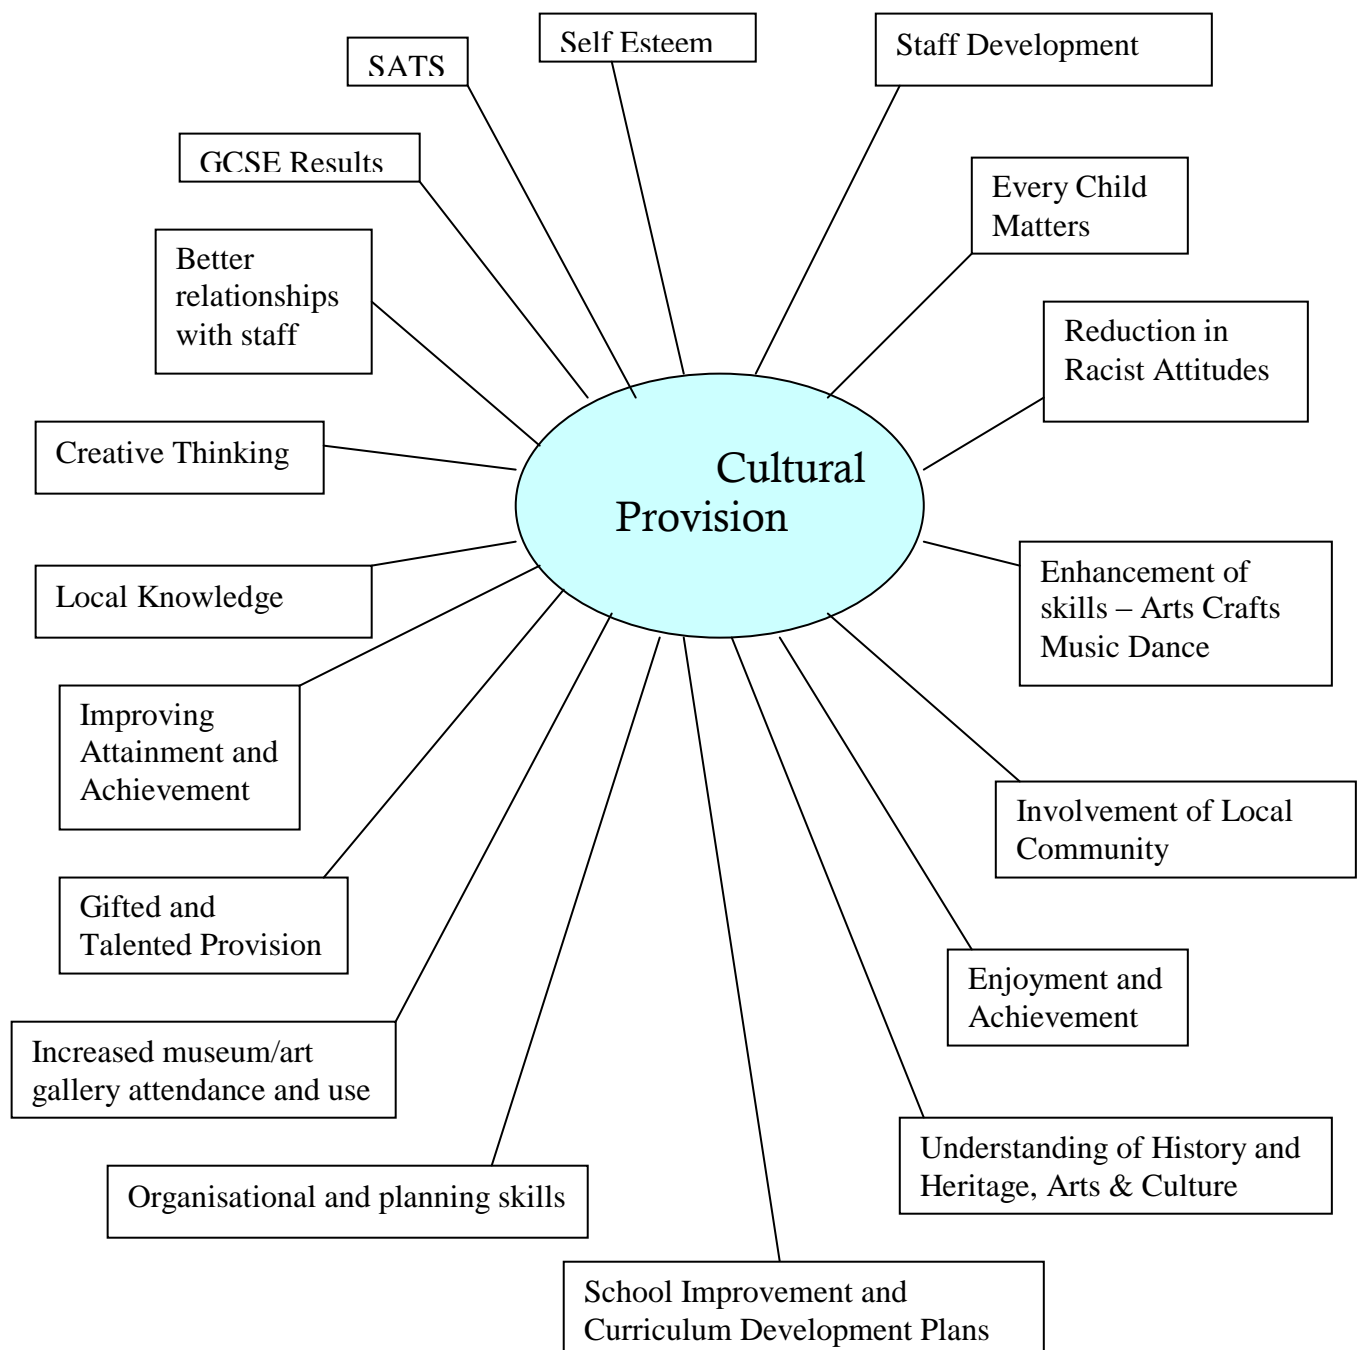 Self Esteem
Staff Development
SATS
GCSE Results
Every Child
Matters
Better
relationships
with staff
Reduction in
Racist Attitudes
Creative Thinking
Cultural
Provision
Local Knowledge
Enhancement of
skills – Arts Crafts
Music Dance
Improving
Attainment and
Achievement
Involvement of Local
Community
Gifted and
Talented Provision
Enjoyment and
Achievement
Increased museum/art
gallery attendance and use
Understanding of History and
Heritage, Arts & Culture
Organisational and planning skills
School Improvement and
Curriculum Development Plans